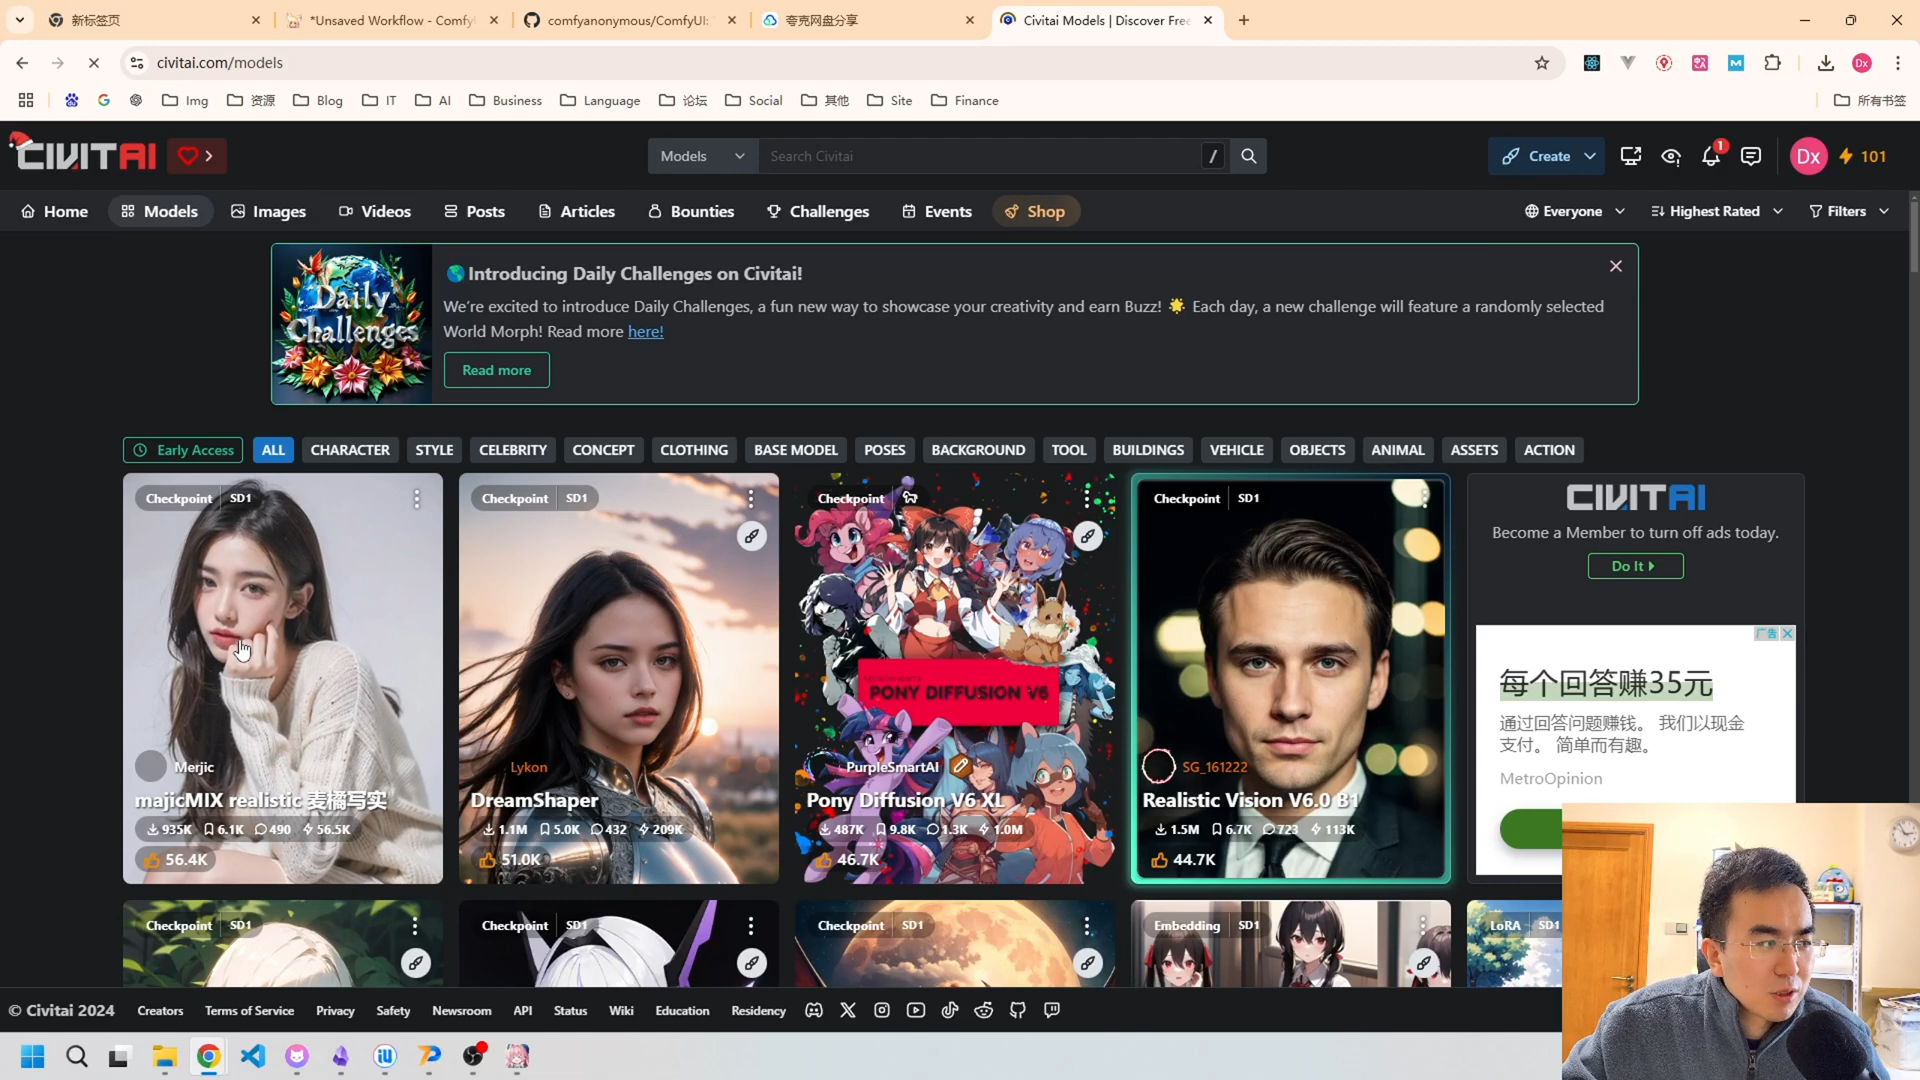 新标签页
*Unsaved Workflow - ComfyU
comfyanonymous/ComfyUI:
夸克网盘分享
Civitai Models | Discover Free
civitai.com/models
Dx
Img
资源
Blog
IT
AI
Business
Language
论坛
Social
其他
Site
Finance
所有书签
CIVITAI
Models
Search Civitai
/
Create
1
Dx
101
Home
Models
Images
Videos
Posts
Articles
Bounties
Challenges
Events
Shop
Everyone
Highest Rated
Filters
Daily
Challenges
Introducing Daily Challenges on Civitai!
We're excited to introduce Daily Challenges, a fun new way to showcase your creativity and earn Buzz! 🌟 Each day, a new challenge will feature a randomly selected
World Morph! Read more here!
Read more
Early Access
ALL
CHARACTER
STYLE
CELEBRITY
CONCEPT
CLOTHING
BASE MODEL
POSES
BACKGROUND
TOOL
BUILDINGS
VEHICLE
OBJECTS
ANIMAL
ASSETS
ACTION
Checkpoint SD1
Merjic
majicMIX realistic 麦橘写实
935K 6.1K 490 56.5K
56.4K
Checkpoint SD1
Lykon
DreamShaper
1.1M 5.0K 432 209K
51.0K
Checkpoint
PONY DIFFUSION V6
PurpleSmartAI
Pony Diffusion V6 XL
487K 9.8K 1.3K 1.0M
46.7K
Checkpoint SD1
SG_161222
Realistic Vision V6.0 B1
1.5M 6.7K 723 113K
44.7K
CIVITAI
Become a Member to turn off ads today.
Do It
广告
每个回答赚35元
通过回答问题赚钱。 我们以现金
支付。 简单而有趣。
MetroOpinion
Checkpoint SD1
Checkpoint SD1
Checkpoint SD1
Embedding SD1
LoRA SD1
© Civitai 2024
Creators
Terms of Service
Privacy
Safety
Newsroom
API
Status
Wiki
Education
Residency